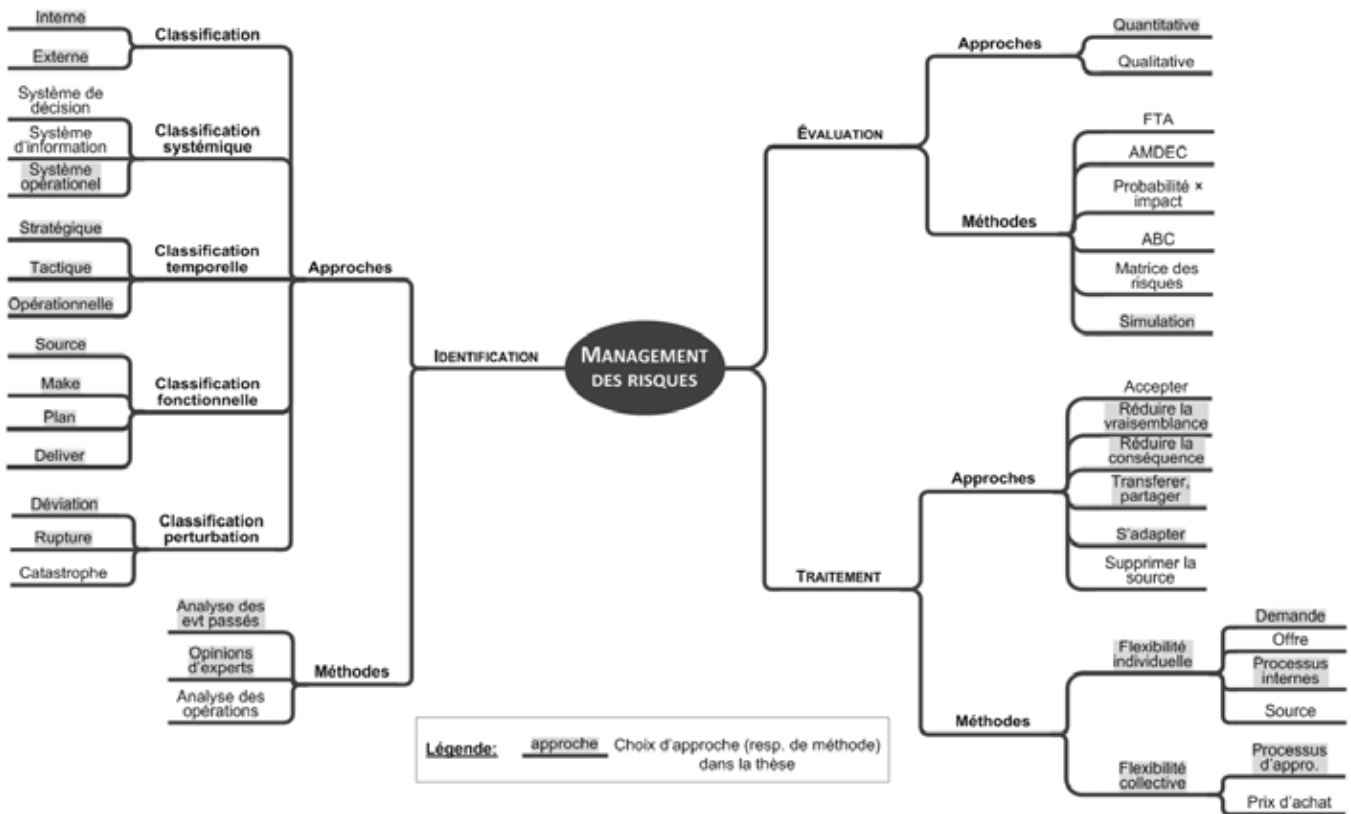 Interne
Externe
Classification
Système de
décision
Système
d'information
Système
opérationel
Classification
systémique
Stratégique
Tactique
Opérationnelle
Classification
temporelle
Source
Make
Plan
Deliver
Classification
fonctionnelle
Déviation
Rupture
Catastrophe
Classification
perturbation
Approches
Analyse des
evt passés
Opinions
d'experts
Analyse des
opérations
Méthodes
IDENTIFICATION
MANAGEMENT
DES RISQUES
ÉVALUATION
Approches
Quantitative
Qualitative
Méthodes
FTA
AMDEC
Probabilité ×
impact
ABC
Matrice des
risques
Simulation
TRAITEMENT
Approches
Accepter
Réduire la
vraisemblance
Réduire la
conséquence
Transferer,
partager
S'adapter
Supprimer la
source
Méthodes
Flexibilité
individuelle
Demande
Offre
Processus
internes
Source
Flexibilité
collective
Processus
d'appro.
Prix d'achat
Légende: approche Choix d'approche (resp. de méthode)
dans la thèse